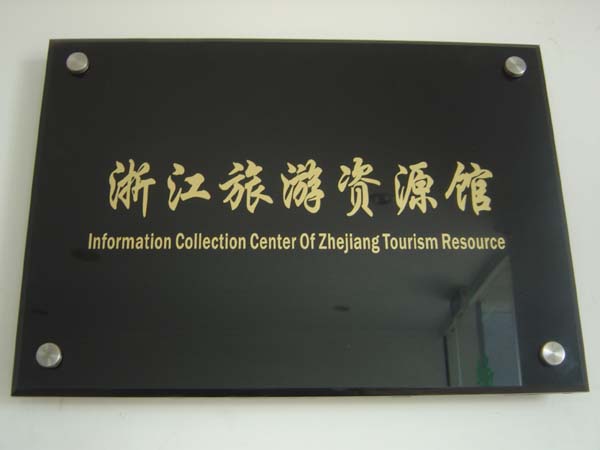 浙江旅游资源馆
Information Collection Center Of Zhejiang Tourism Resource